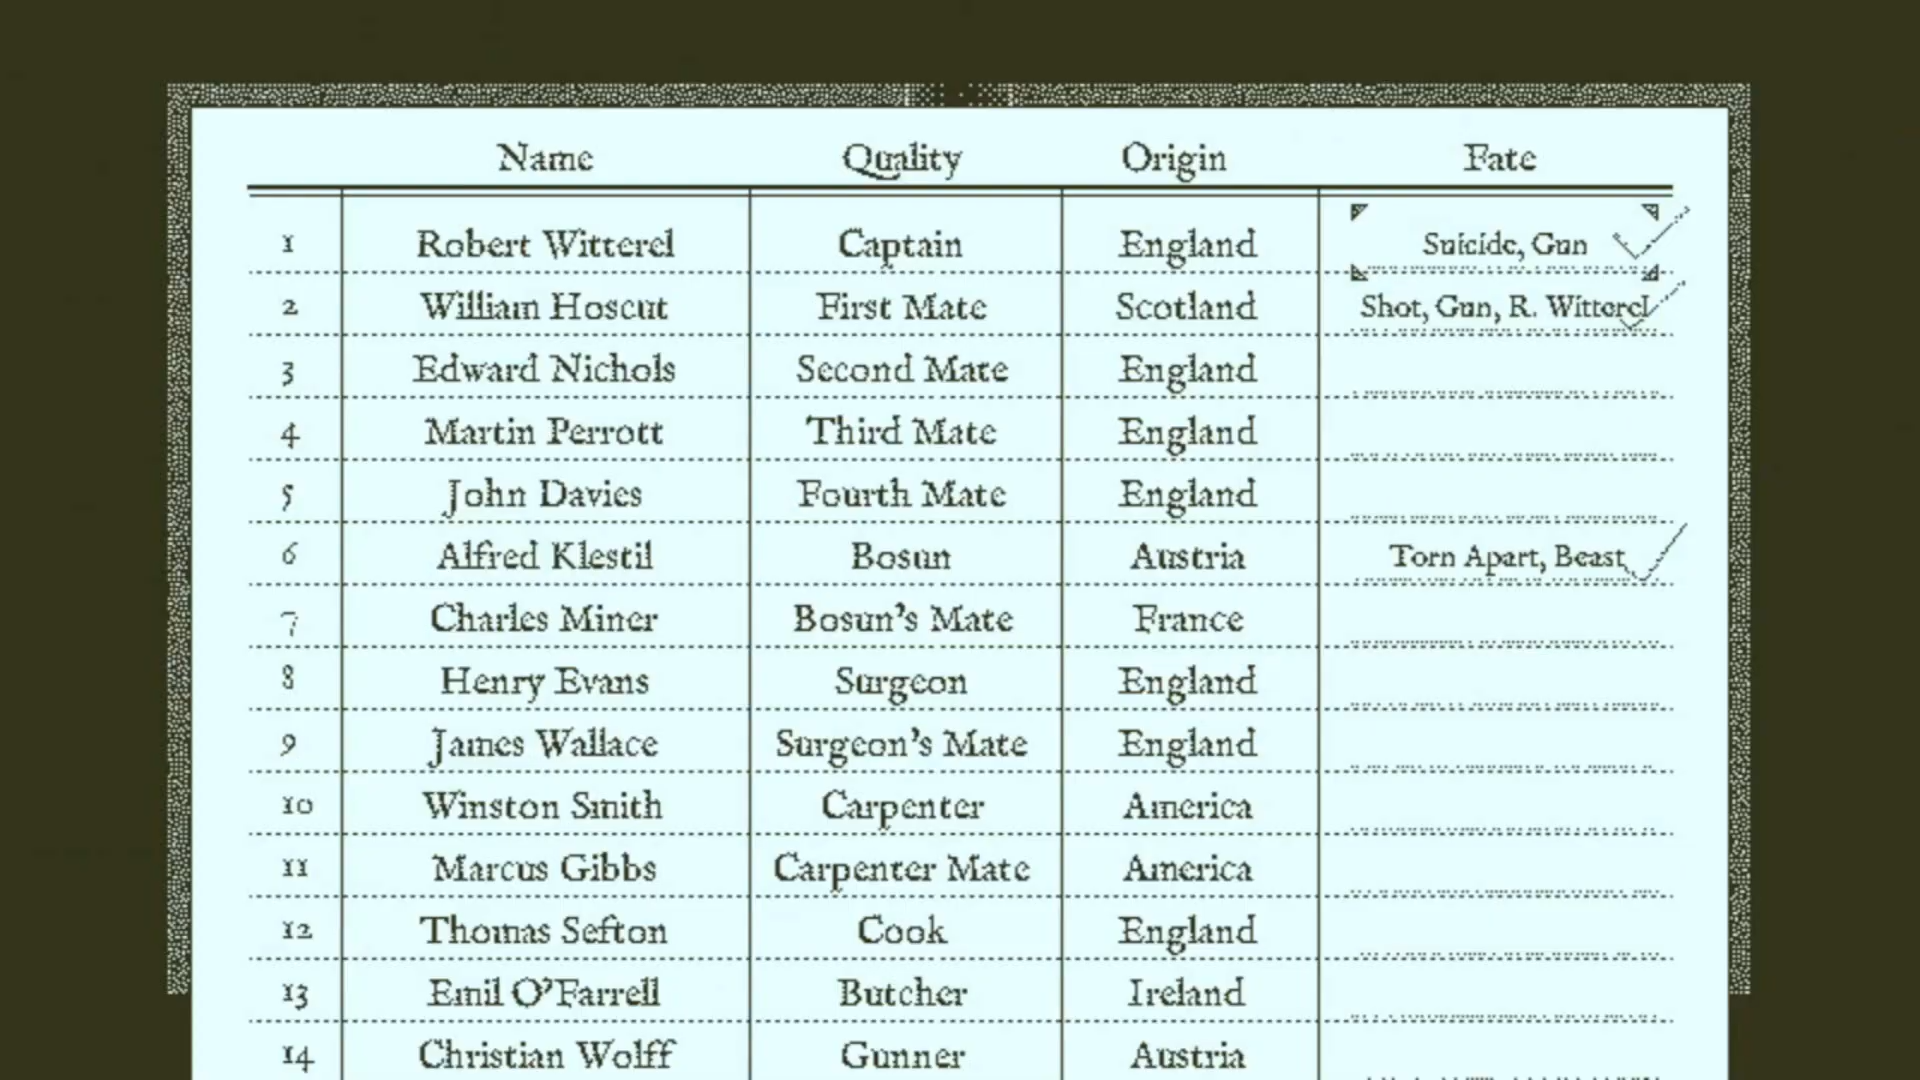 Name Quality Origin Fate
1 Robert Witterel Captain England Suicide, Gun
2 William Hoscut First Mate Scotland Shot, Gun, R. Witterel
3 Edward Nichols Second Mate England
4 Martin Perrott Third Mate England
5 John Davies Fourth Mate England
6 Alfred Klestil Bosun Austria Torn Apart, Beast
7 Charles Miner Bosun's Mate France
8 Henry Evans Surgeon England
9 James Wallace Surgeon's Mate England
10 Winston Smith Carpenter America
11 Marcus Gibbs Carpenter Mate America
12 Thomas Sefton Cook England
13 Emil O'Farrell Butcher Ireland
14 Christian Wolff Gunner Austria